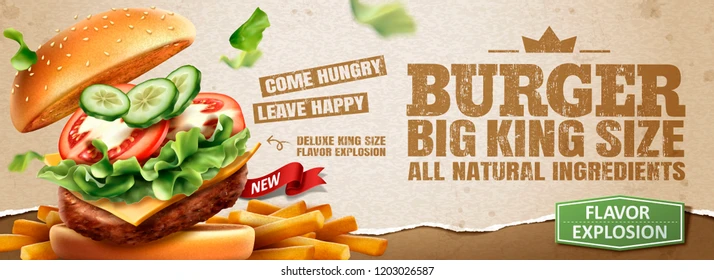 COME HUNGRY
LEAVE HAPPY
DELUXE KING SIZE
FLAVOR EXPLOSION
NEW
BURGER
BIG KING SIZE
ALL NATURAL INGREDIENTS
FLAVOR
EXPLOSION
shutterstock.com · 1203026587